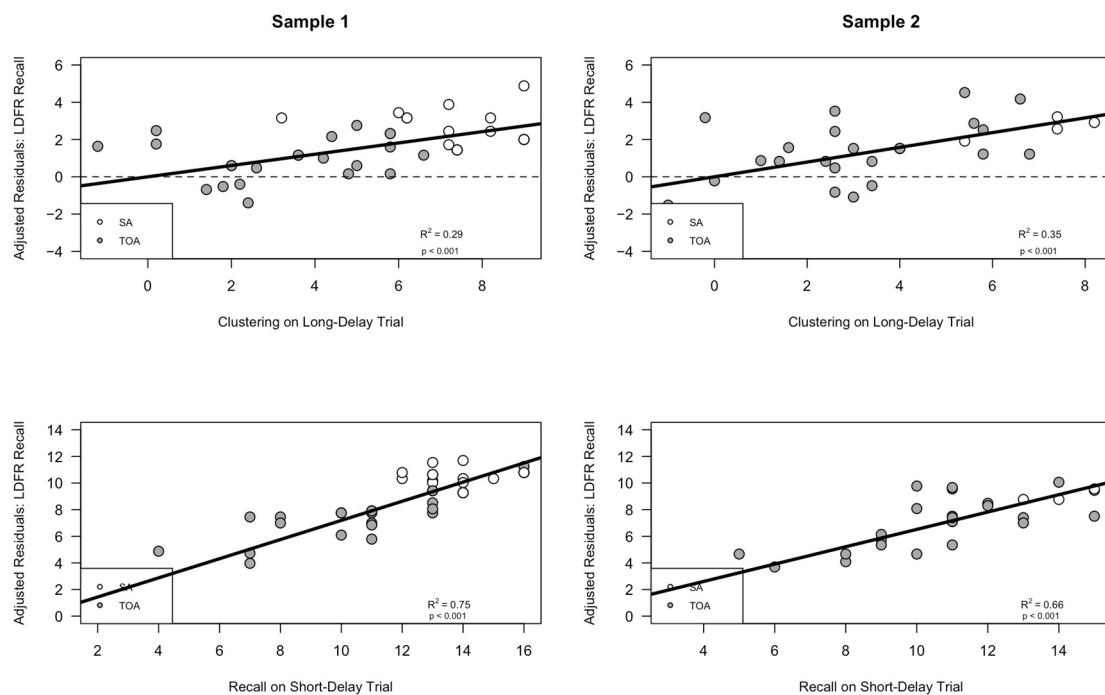 Sample 1
Sample 2
Adjusted Residuals: LDFR Recall
6
4
2
0
−2
−4
SA
TOA
R² = 0.29
p < 0.001
0 2 4 6 8
Clustering on Long-Delay Trial
Adjusted Residuals: LDFR Recall
6
4
2
0
−2
−4
SA
TOA
R² = 0.35
p < 0.001
0 2 4 6 8
Clustering on Long-Delay Trial
Adjusted Residuals: LDFR Recall
14
12
10
8
6
4
2
0
SA
TOA
R² = 0.75
p < 0.001
2 4 6 8 10 12 14 16
Recall on Short-Delay Trial
Adjusted Residuals: LDFR Recall
14
12
10
8
6
4
2
0
SA
TOA
R² = 0.66
p < 0.001
4 6 8 10 12 14
Recall on Short-Delay Trial